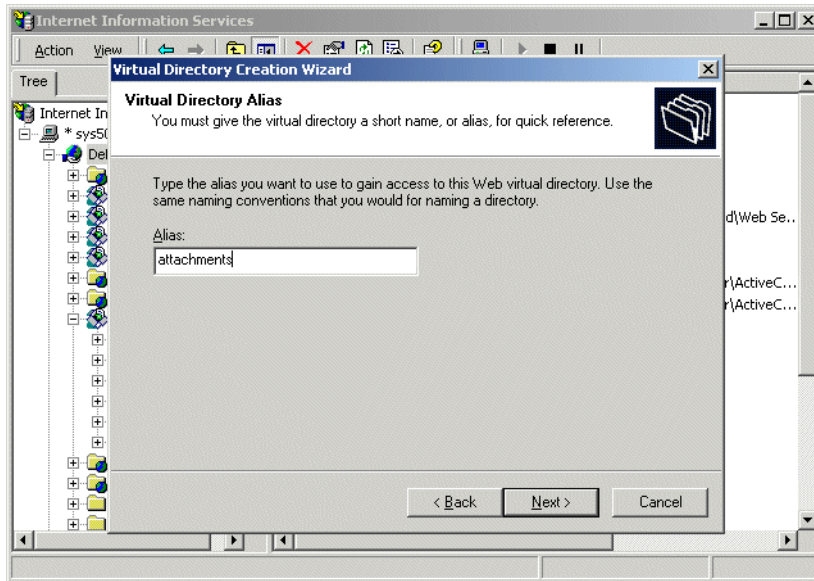 Internet Information Services
Action View
Tree
Internet In
* sys50
Del
Virtual Directory Creation Wizard
Virtual Directory Alias
You must give the virtual directory a short name, or alias, for quick reference.
Type the alias you want to use to gain access to this Web virtual directory. Use the
same naming conventions that you would for naming a directory.
Alias:
attachments
< Back Next > Cancel
d\Web Se..
r\ActiveC...
r\ActiveC...